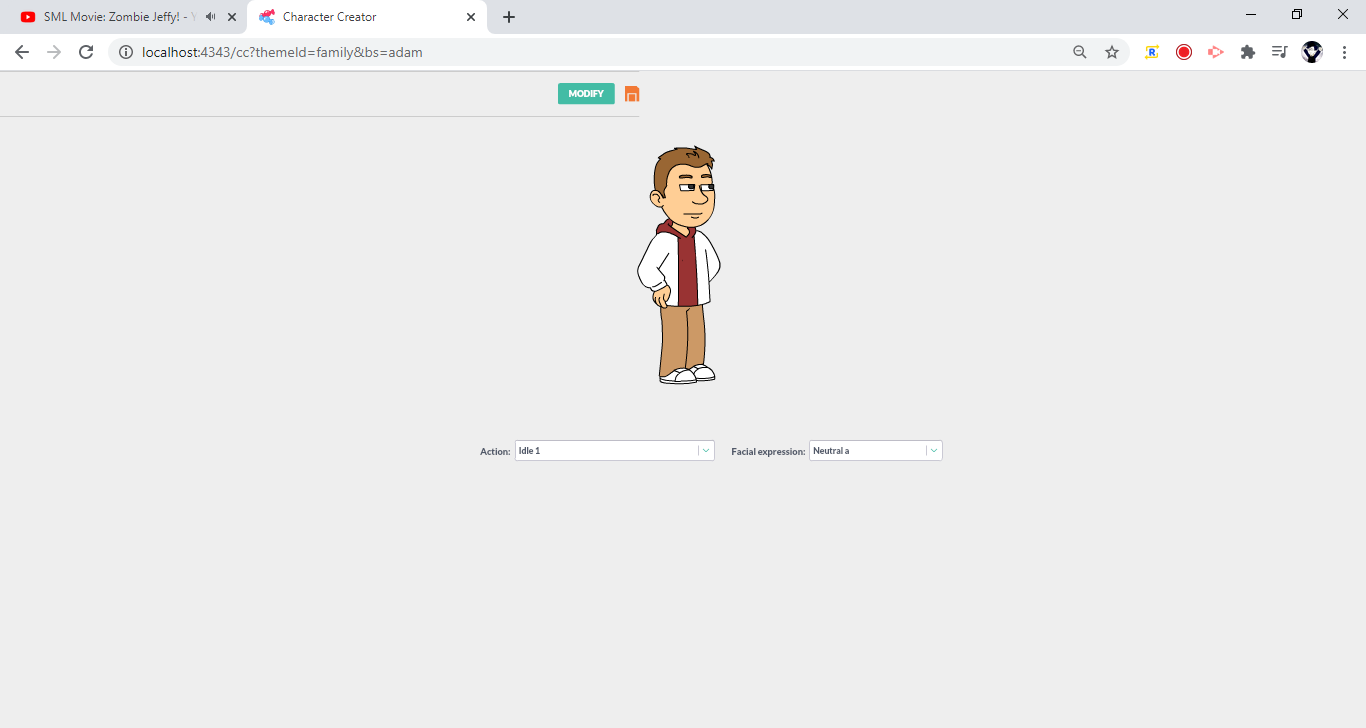 SML Movie: Zombie Jeffy! - Y
Character Creator
localhost:4343/cc?themeId=family&bs=adam
R
MODIFY
Action: Idle 1 Facial expression: Neutral a